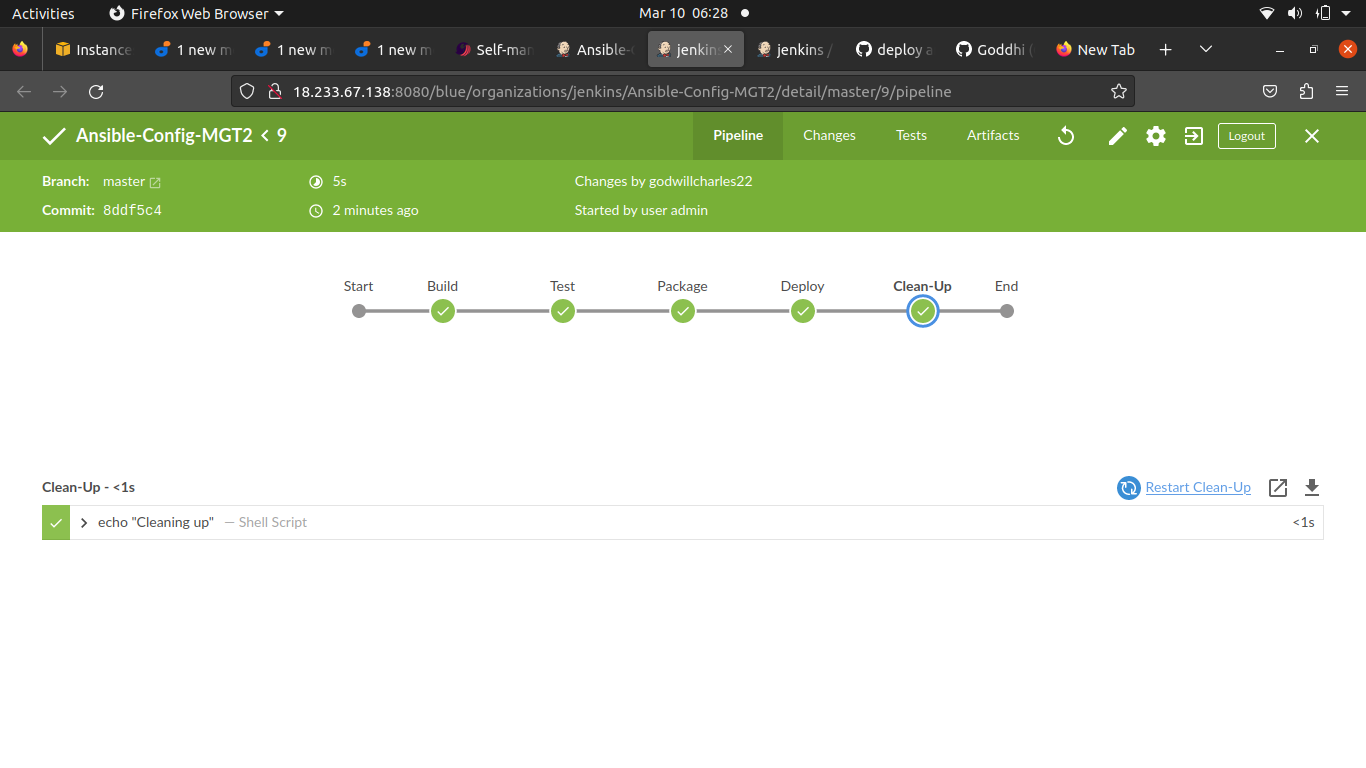 Activities Firefox Web Browser Mar 10 06:28
Instance 1 new m 1 new m 1 new m Self-man Ansible-C jenkins jenkins / deploy a Goddhi ( New Tab
18.233.67.138:8080/blue/organizations/jenkins/Ansible-Config-MGT2/detail/master/9/pipeline
Ansible-Config-MGT2 < 9 Pipeline Changes Tests Artifacts Logout
Branch: master 5s Changes by godwillcharles22
Commit: 8ddf5c4 2 minutes ago Started by user admin
Start Build Test Package Deploy Clean-Up End
Clean-Up - <1s Restart Clean-Up
echo "Cleaning up" — Shell Script <1s